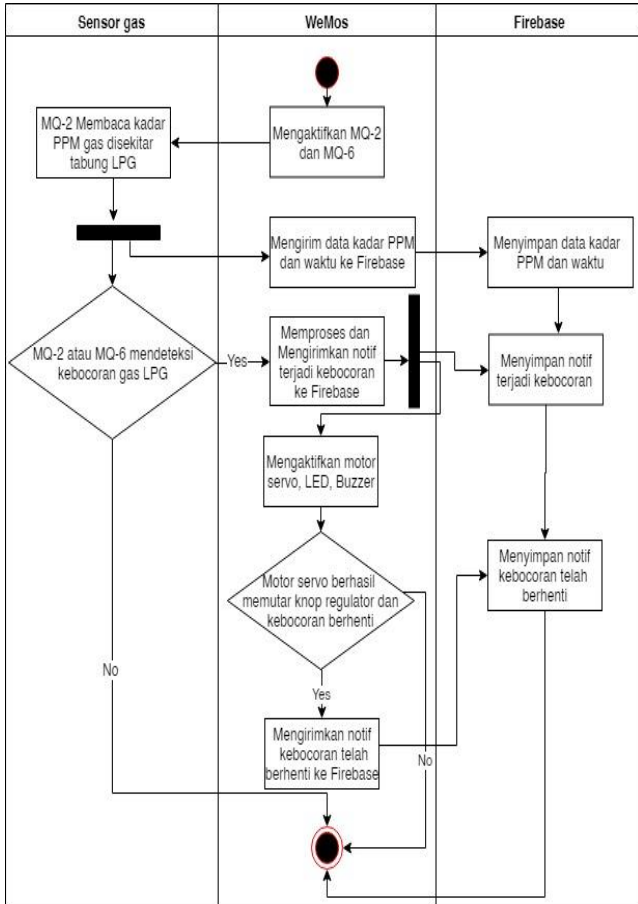 Sensor gas
WeMos
Firebase
Mengaktifkan MQ-2
dan MQ-6
MQ-2 Membaca kadar
PPM gas disekitar
tabung LPG
Mengirim data kadar PPM
dan waktu ke Firebase
Menyimpan data kadar
PPM dan waktu
MQ-2 atau MQ-6 mendeteksi
kebocoran gas LPG
Yes
Memproses dan
Mengirimkan notif
terjadi kebocoran
ke Firebase
Menyimpan notif
terjadi kebocoran
Mengaktifkan motor
servo, LED, Buzzer
Motor servo berhasil
memutar knop regulator dan
kebocoran berhenti
Menyimpan notif
kebocoran telah
berhenti
No
Yes
Mengirimkan notif
kebocoran telah
berhenti ke Firebase
No